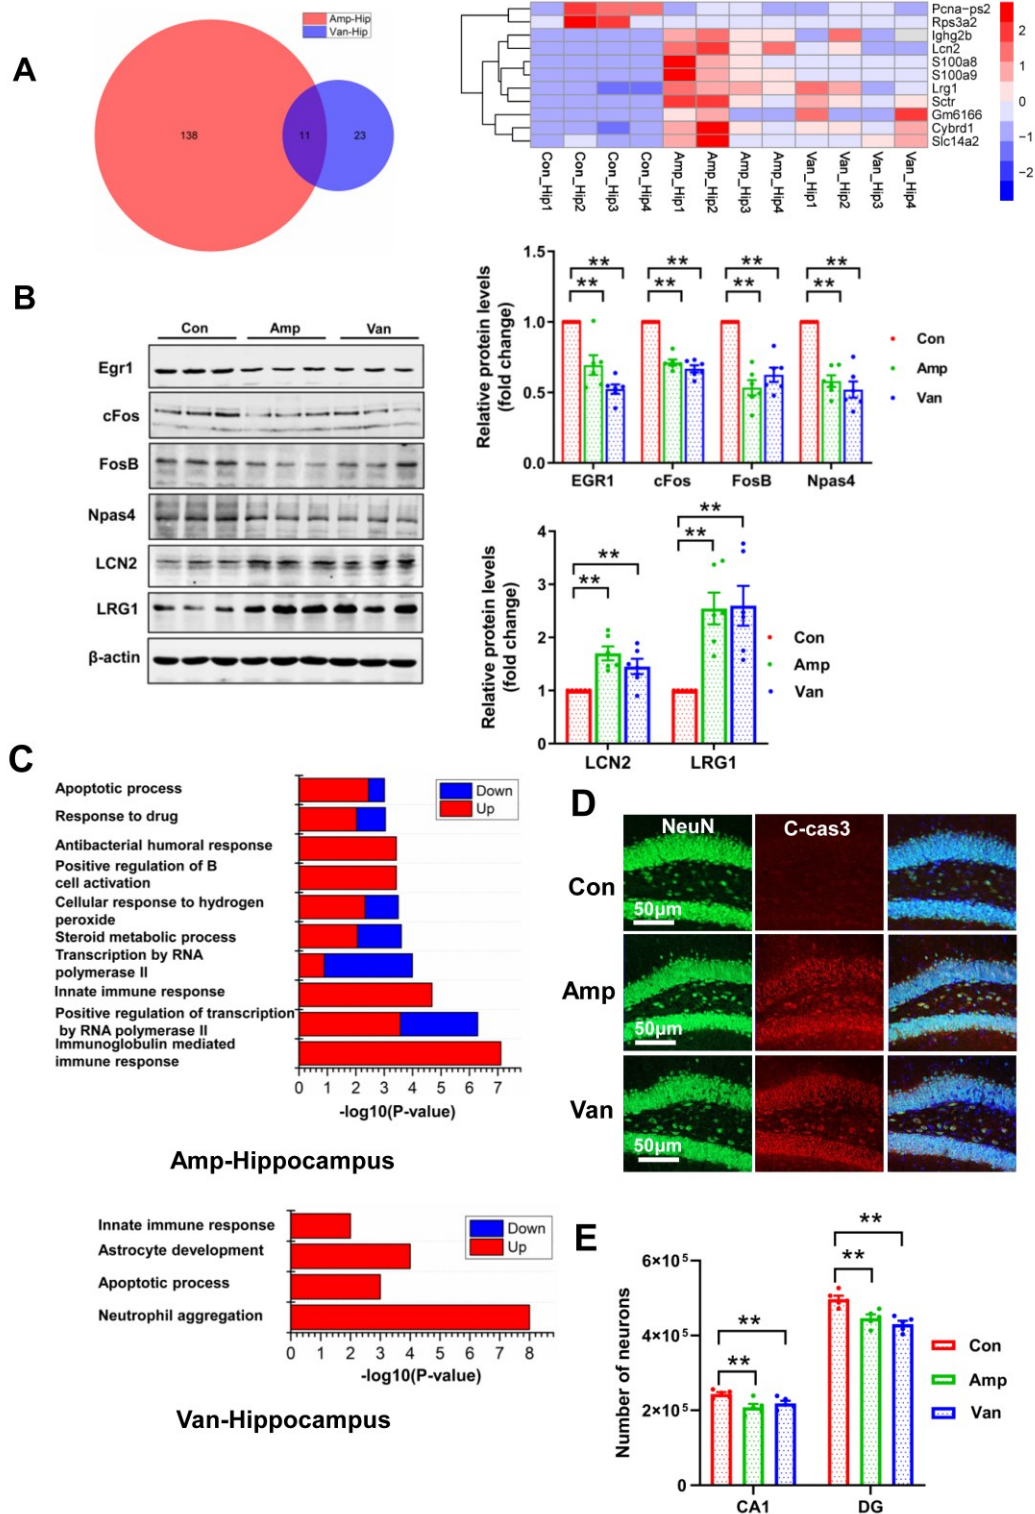 A
Amp-Hip
Van-Hip
138
11
23
Pcna-ps2
Rps3a2
Ighg2b
Lcn2
S100a8
S100a9
Lrg1
Sctr
Gm6166
Cybrd1
Slc14a2
2
1
0
−1
−2
Con_Hip1
Con_Hip2
Con_Hip3
Con_Hip4
Amp_Hip1
Amp_Hip2
Amp_Hip3
Amp_Hip4
Van_Hip1
Van_Hip2
Van_Hip3
Van_Hip4
B
Con Amp Van
Egr1
cFos
FosB
Npas4
LCN2
LRG1
β-actin
Relative protein levels
(fold change)
1.5
1.0
0.5
0.0
** ** ** **
** ** ** **
EGR1 cFos FosB Npas4
Con
Amp
Van
Relative protein levels
(fold change)
4
3
2
1
0
** **
** **
LCN2 LRG1
Con
Amp
Van
C
Apoptotic process
Response to drug
Antibacterial humoral response
Positive regulation of B
cell activation
Cellular response to hydrogen
peroxide
Steroid metabolic process
Transcription by RNA
polymerase II
Innate immune response
Positive regulation of transcription
by RNA polymerase II
Immunoglobulin mediated
immune response
Down
Up
0 1 2 3 4 5 6 7
-log10(P-value)
Amp-Hippocampus
Innate immune response
Astrocyte development
Apoptotic process
Neutrophil aggregation
Down
Up
0 1 2 3 4 5 6 7 8
-log10(P-value)
Van-Hippocampus
D
NeuN C-cas3
Con
50μm
Amp
50μm
Van
50μm
E
Number of neurons
6×10⁵
4×10⁵
2×10⁵
0
** **
** **
CA1 DG
Con
Amp
Van